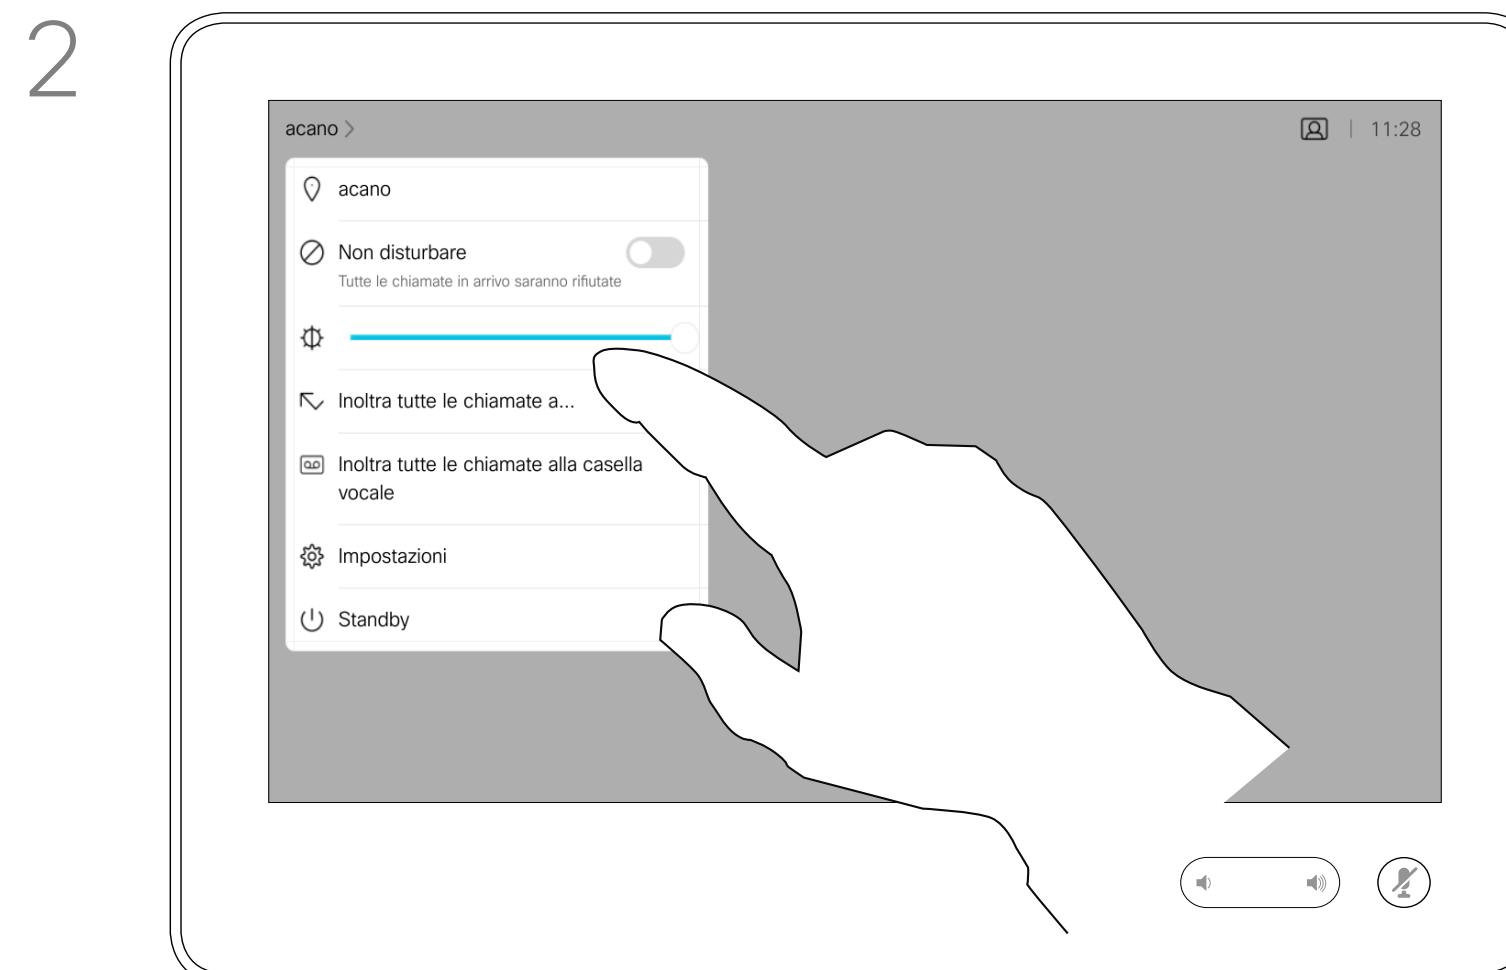 2
acano >
11:28
acano
Non disturbare
Tutte le chiamate in arrivo saranno rifiutate
Inoltra tutte le chiamate a...
Inoltra tutte le chiamate alla casella
vocale
Impostazioni
Standby